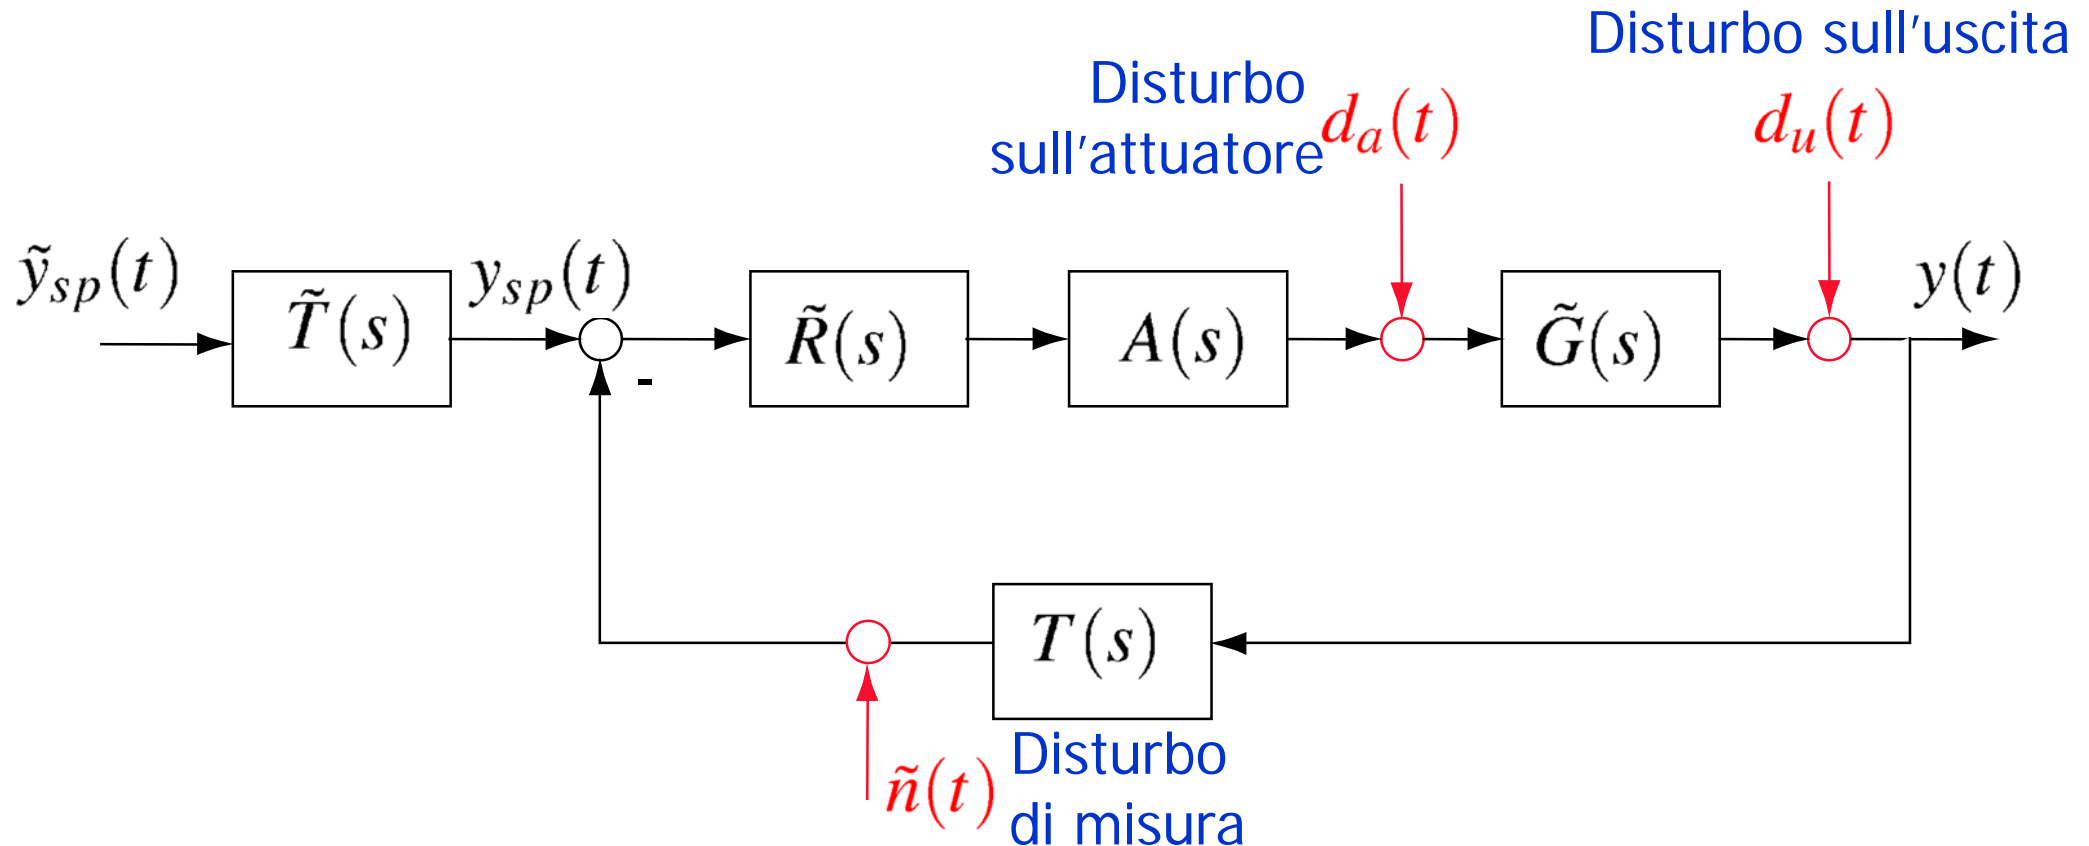 Disturbo sull'uscita
Disturbo
sull'attuatore
d_a(t)
d_u(t)
ỹ_sp(t)
T̃(s)
y_sp(t)
R̃(s)
A(s)
G̃(s)
y(t)
-
T(s)
ñ(t)
Disturbo
di misura